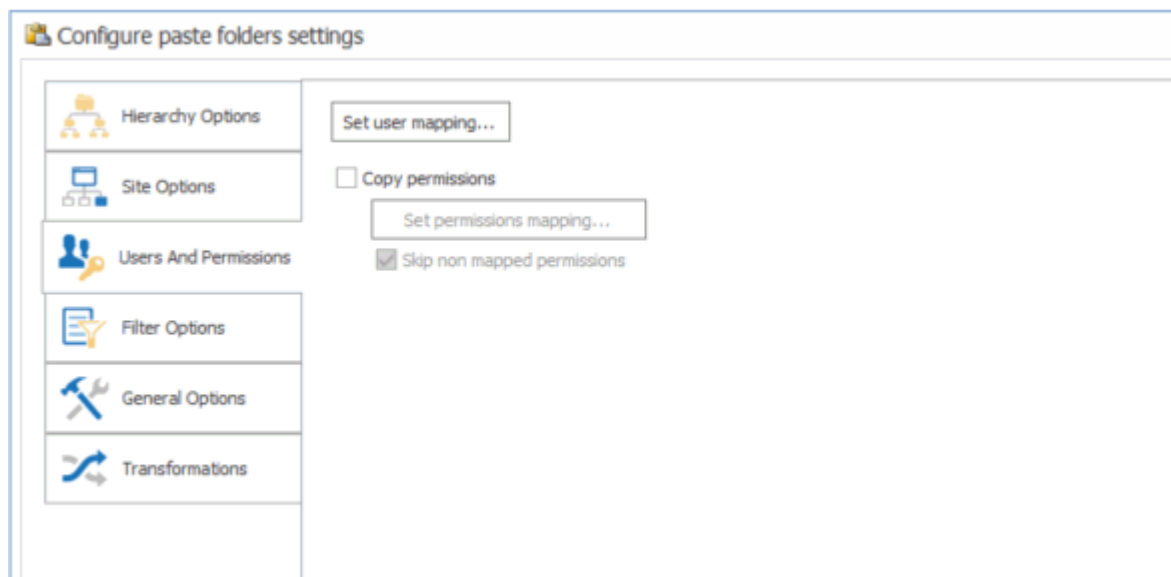 Configure paste folders settings
Hierarchy Options
Site Options
Users And Permissions
Filter Options
General Options
Transformations
Set user mapping...
Copy permissions
Set permissions mapping...
Skip non mapped permissions